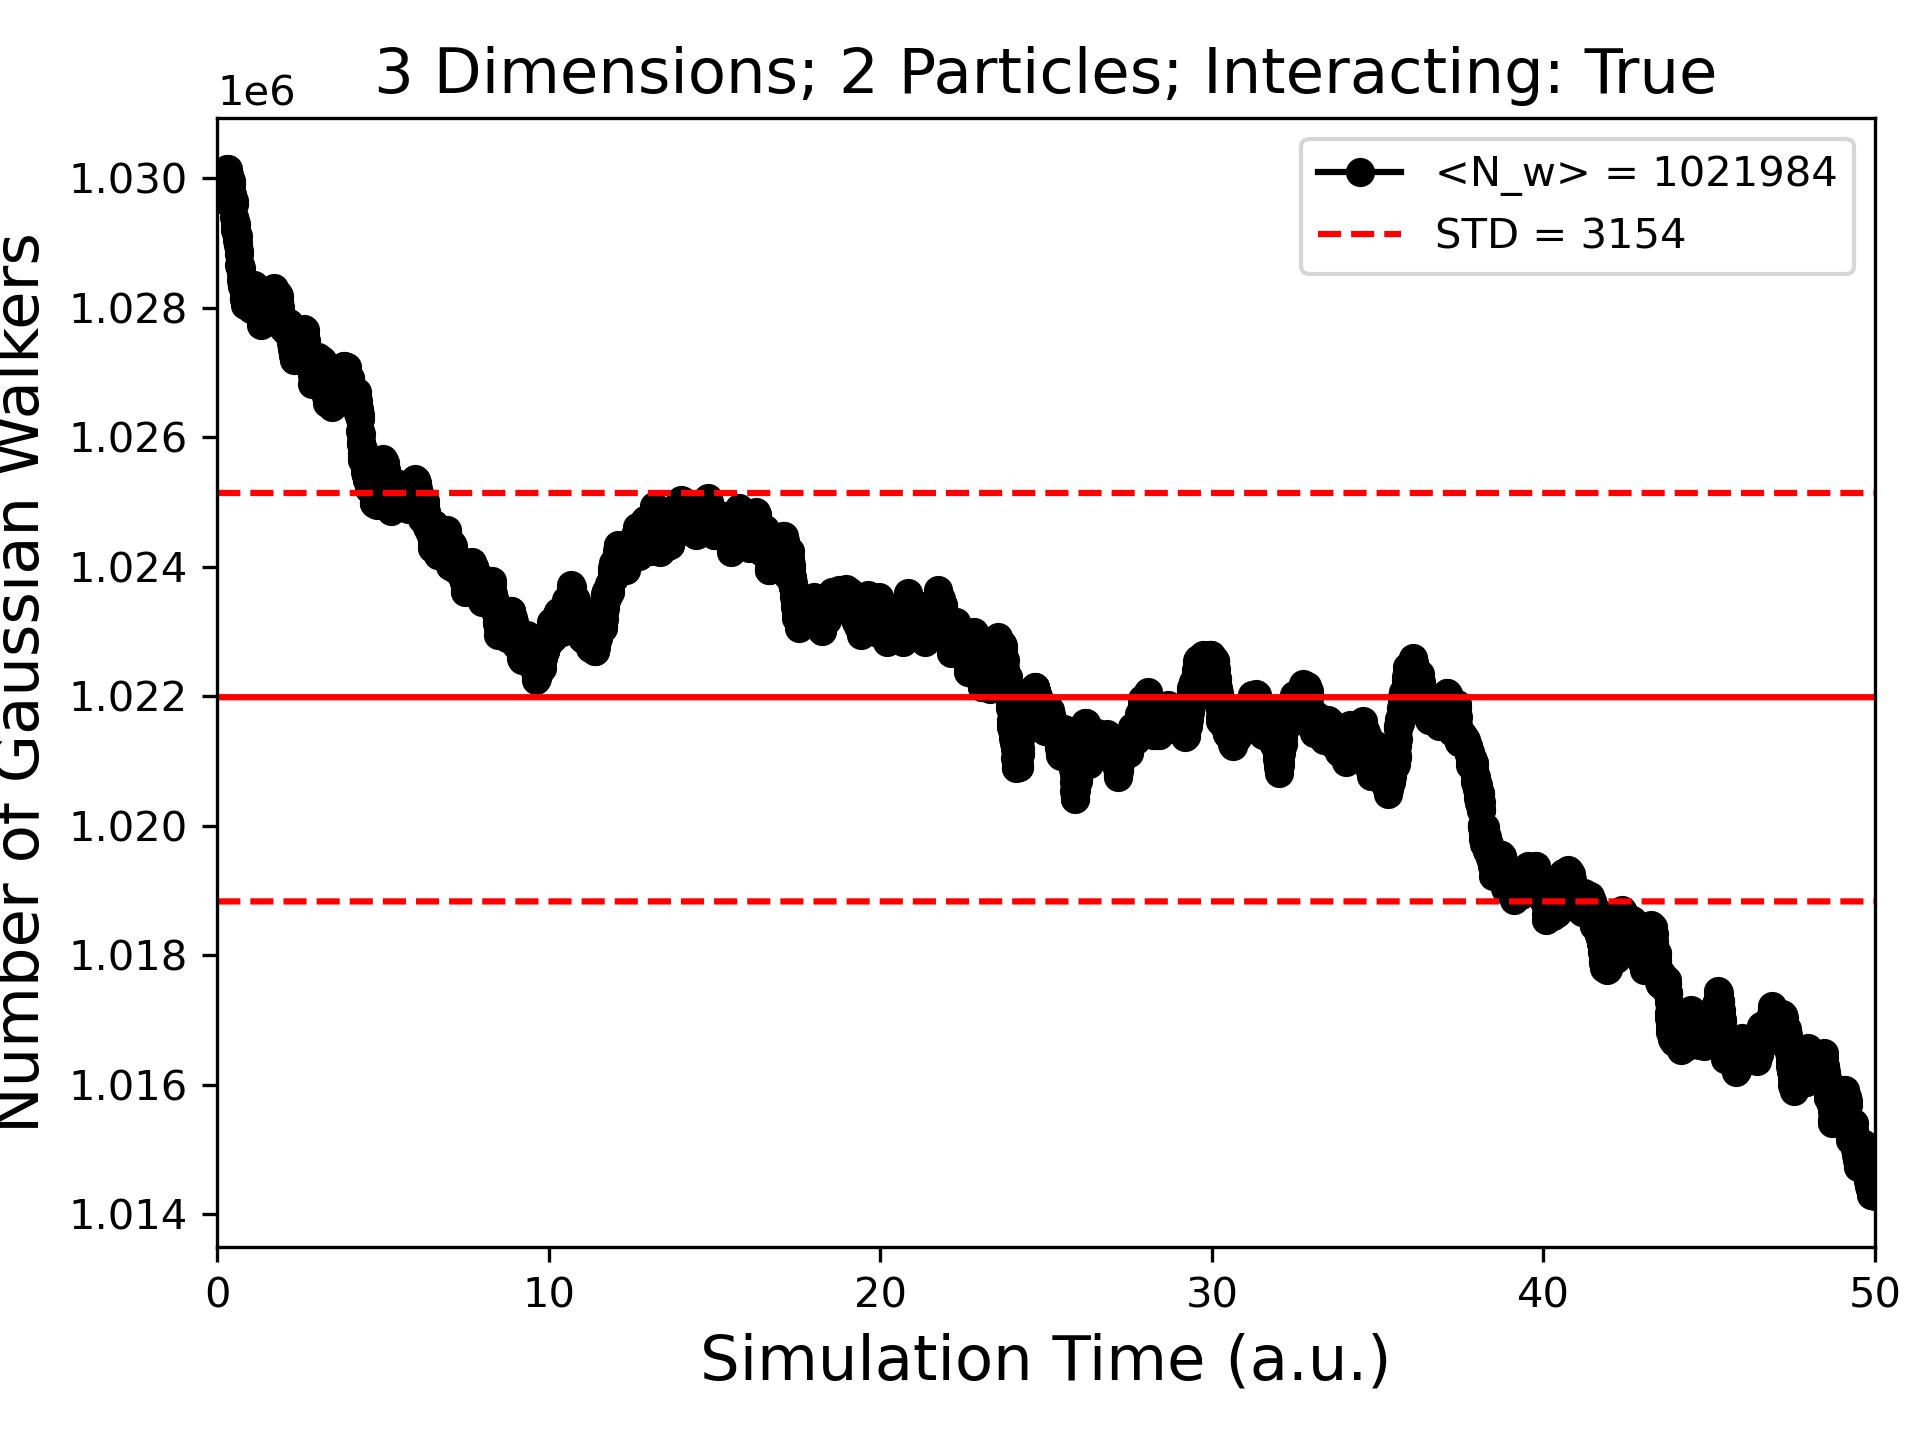 3 Dimensions; 2 Particles; Interacting: True
1e6
<N_w> = 1021984
STD = 3154
Number of Gaussian Walkers
1.030
1.028
1.026
1.024
1.022
1.020
1.018
1.016
1.014
0 10 20 30 40 50
Simulation Time (a.u.)